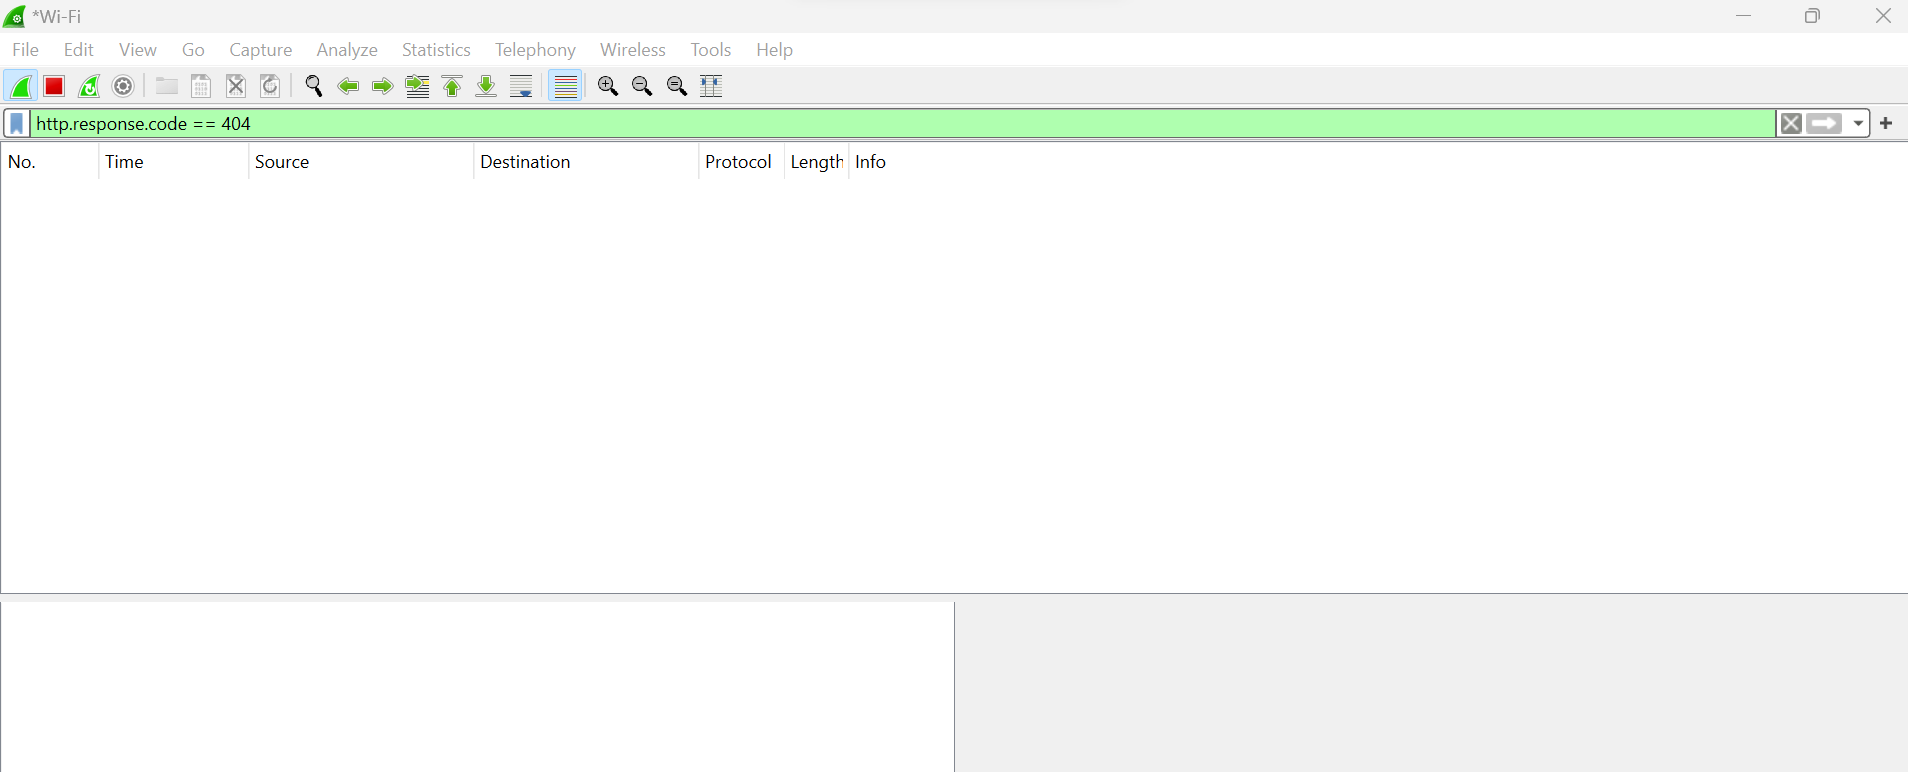 *Wi-Fi
File Edit View Go Capture Analyze Statistics Telephony Wireless Tools Help
http.response.code == 404
No. Time Source Destination Protocol Length Info